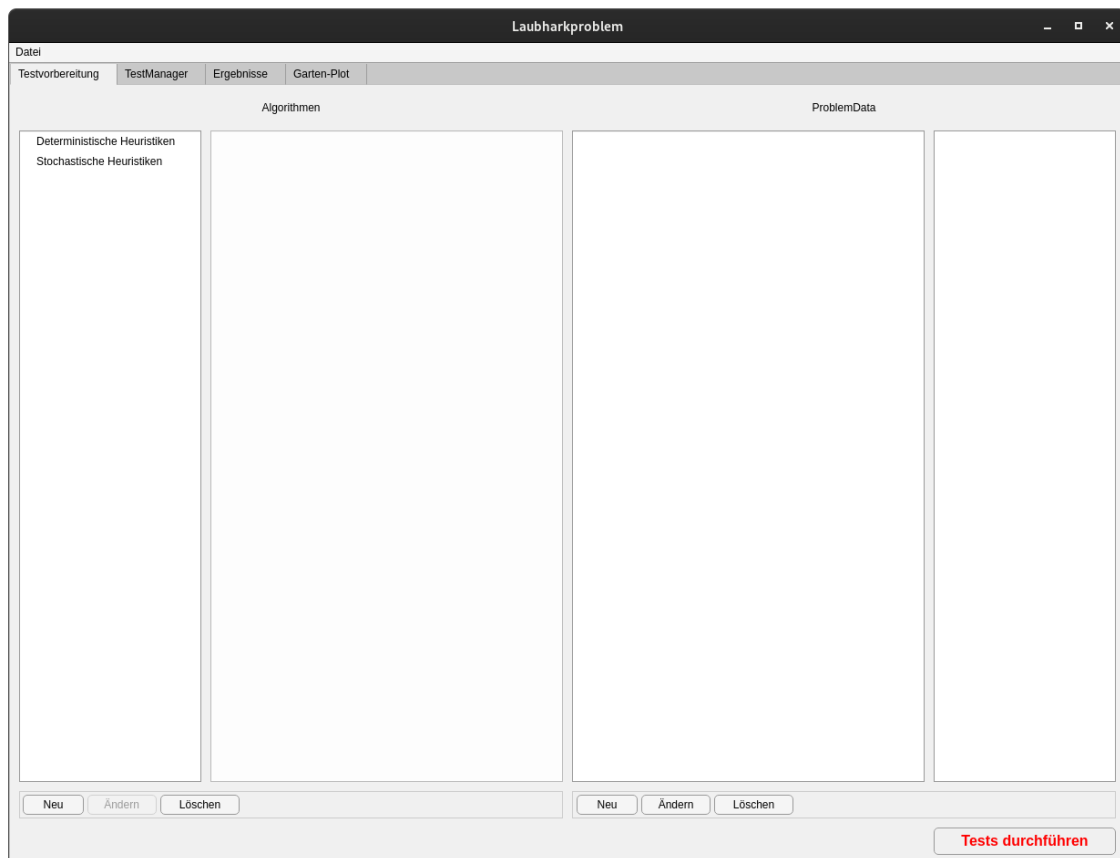 Laubharkproblem
Datei
Testvorbereitung TestManager Ergebnisse Garten-Plot
Algorithmen ProblemData
Deterministische Heuristiken
Stochastische Heuristiken
Neu Ändern Löschen Neu Ändern Löschen
Tests durchführen